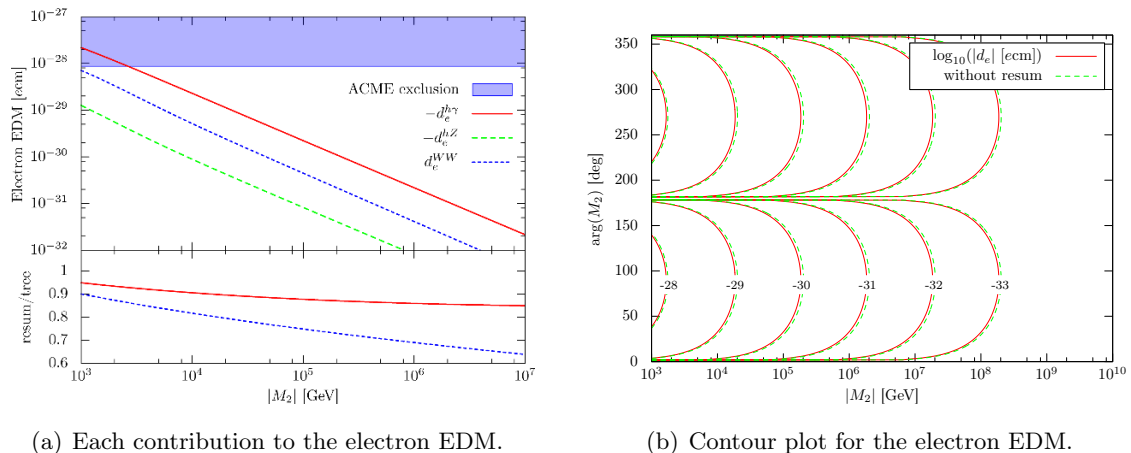 10^{-27}
10^{-28}
10^{-29}
10^{-30}
10^{-31}
10^{-32}
Electron EDM [ecm]
ACME exclusion
-d_e^{hγ}
-d_e^{hZ}
d_e^{WW}
1
0.9
0.8
0.7
0.6
resum/tree
10^3 10^4 10^5 10^6 10^7
|M_2| [GeV]
(a) Each contribution to the electron EDM.
350
300
250
200
150
100
50
0
arg(M_2) [deg]
log_{10}(|d_e| [ecm])
without resum
-28 -29 -30 -31 -32 -33
10^3 10^4 10^5 10^6 10^7 10^8 10^9 10^{10}
|M_2| [GeV]
(b) Contour plot for the electron EDM.